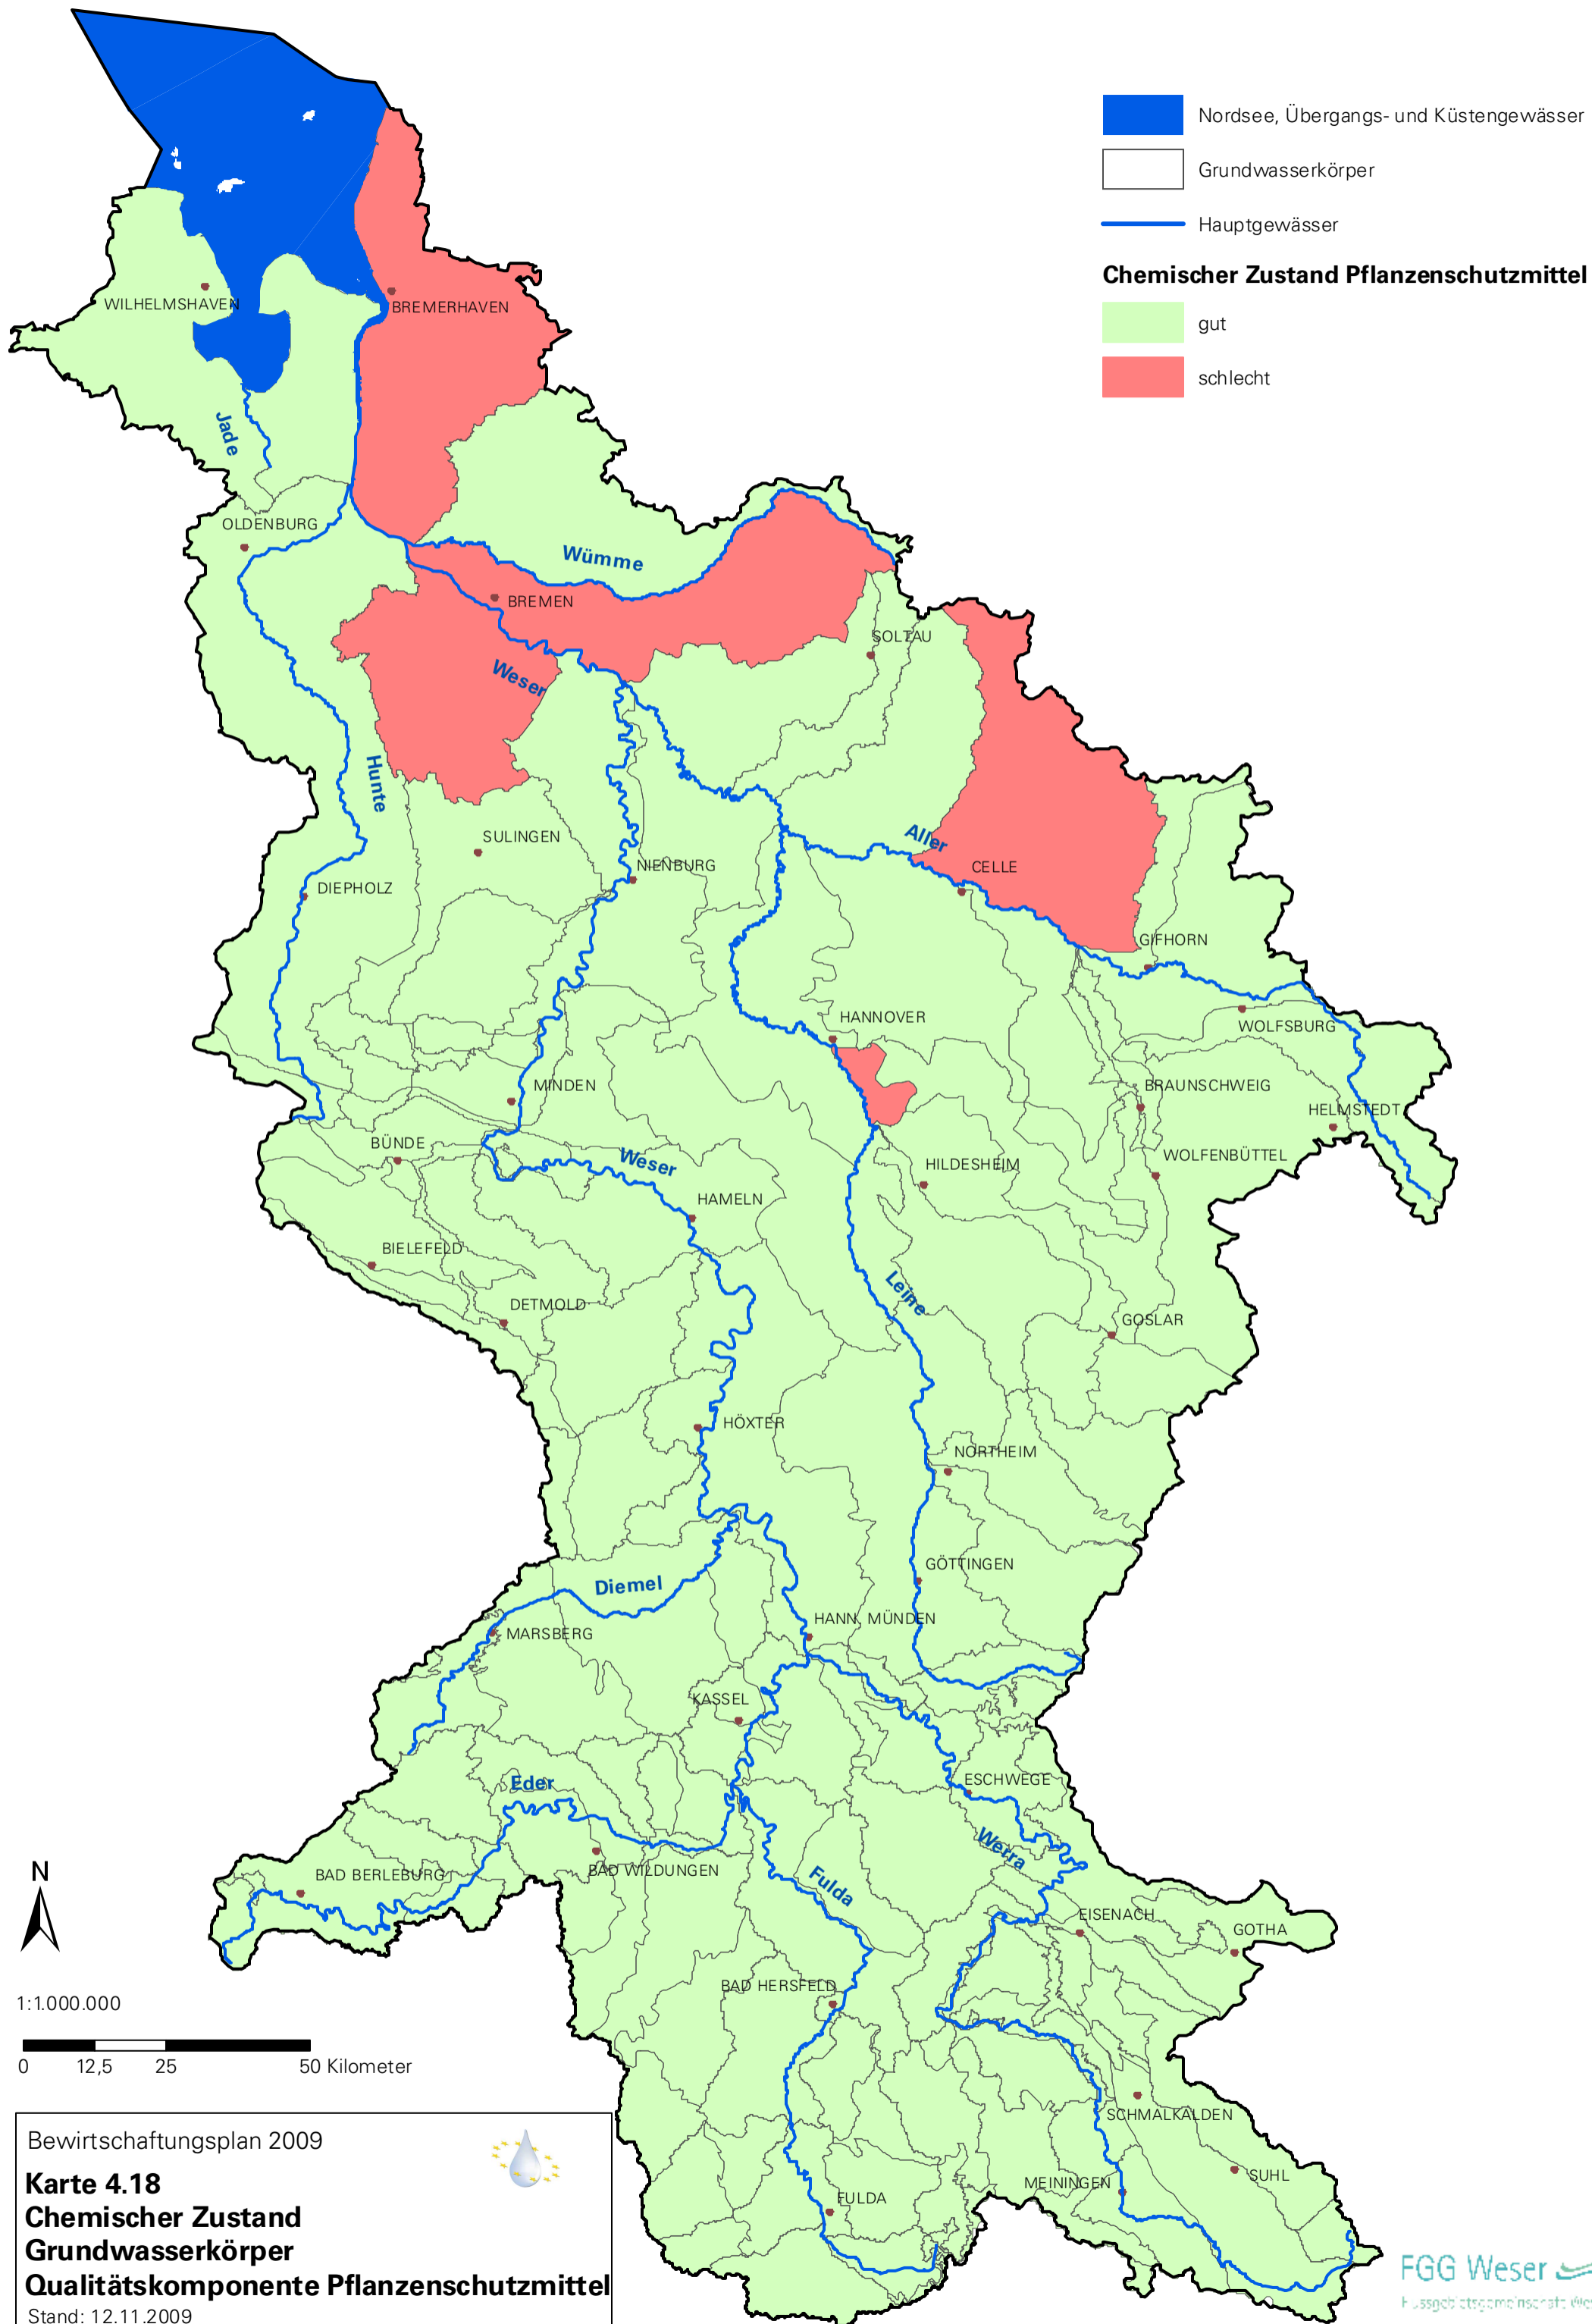 Nordsee, Übergangs- und Küstengewässer
Grundwasserkörper
Hauptgewässer
Chemischer Zustand Pflanzenschutzmittel
gut
schlecht
WILHELMSHAVEN
BREMERHAVEN
Jade
OLDENBURG
Wümme
BREMEN
SOLTAU
Weser
Hunte
SULINGEN
Aller
NIENBURG
CELLE
DIEPHOLZ
GIFHORN
HANNOVER
WOLFSBURG
MINDEN
BRAUNSCHWEIG
HELMSTEDT
BÜNDE
WOLFENBÜTTEL
Weser
HILDESHEIM
HAMELN
BIELEFELD
Leine
DETMOLD
GOSLAR
HÖXTER
NORTHEIM
GÖTTINGEN
Diemel
HANN. MÜNDEN
MARSBERG
KASSEL
ESCHWEGE
Eder
Werra
BAD WILDUNGEN
BAD BERLEBURG
Fulda
EISENACH
GOTHA
BAD HERSFELD
SCHMALKALDEN
MEININGEN
SUHL
FULDA
N
1:1.000.000
0 12,5 25 50 Kilometer
Bewirtschaftungsplan 2009
Karte 4.18
Chemischer Zustand
Grundwasserkörper
Qualitätskomponente Pflanzenschutzmittel
Stand: 12.11.2009
FGG Weser